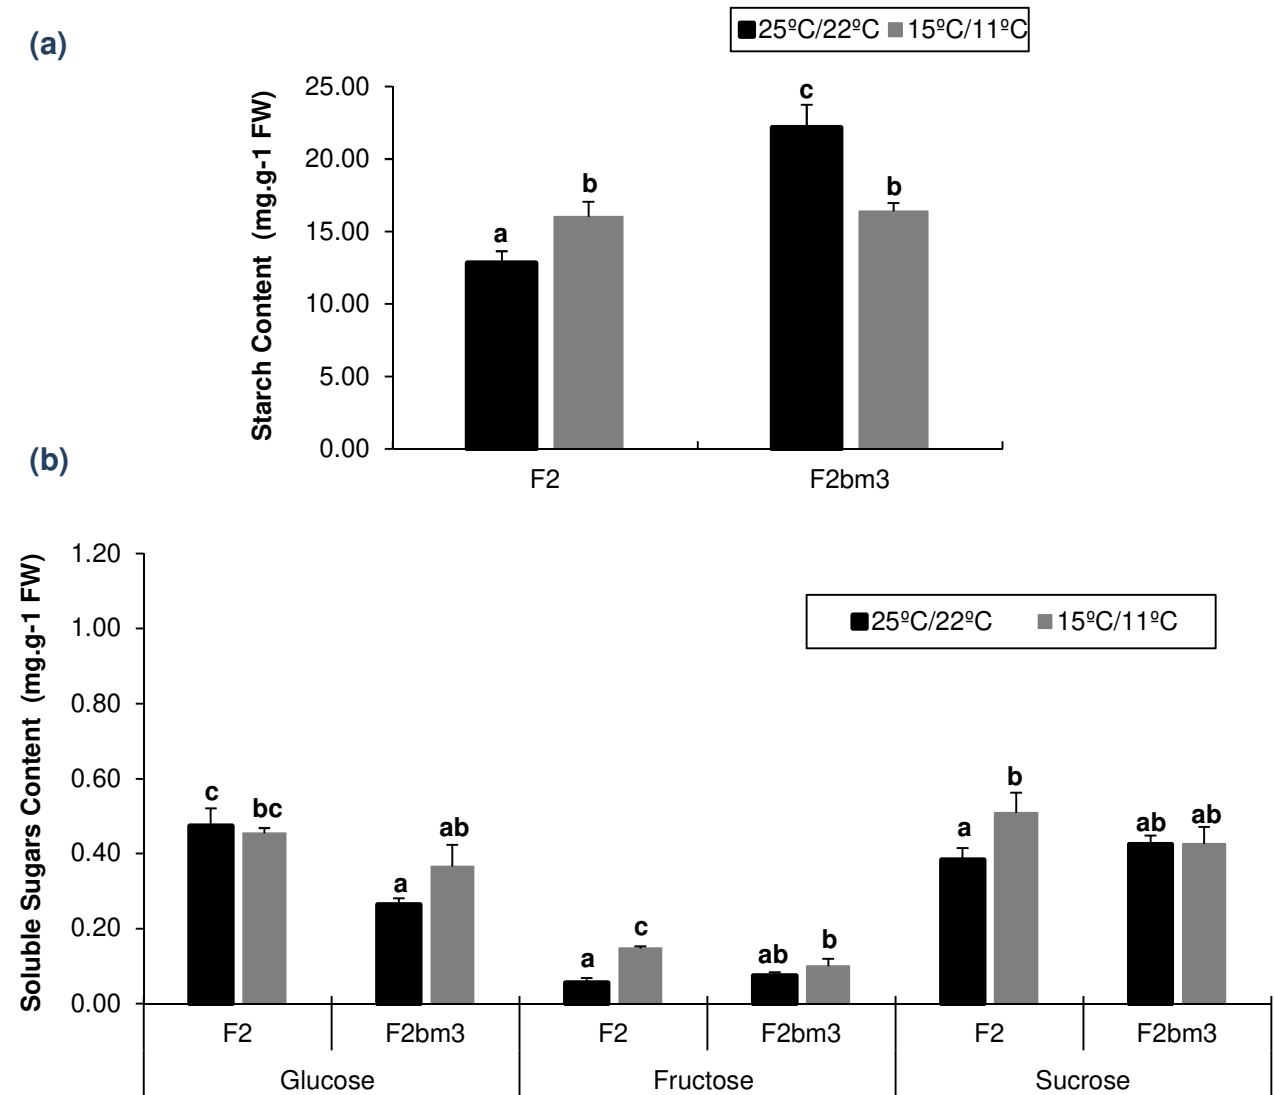 (a)
25ºC/22ºC 15ºC/11ºC
Starch Content (mg.g-1 FW)
25.00
20.00
15.00
10.00
5.00
0.00
a
b
c
b
F2
F2bm3
(b)
25ºC/22ºC 15ºC/11ºC
Soluble Sugars Content (mg.g-1 FW)
1.20
1.00
0.80
0.60
0.40
0.20
0.00
c
bc
a
ab
a
c
ab
b
a
b
ab
ab
F2 F2bm3 F2 F2bm3 F2 F2bm3
Glucose Fructose Sucrose